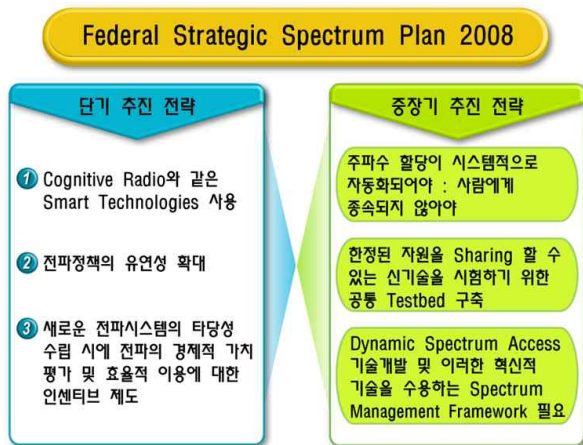 Federal Strategic Spectrum Plan 2008
단기 추진 전략
1 Cognitive Radio와 같은
Smart Technologies 사용
2 전파정책의 유연성 확대
3 새로운 전파시스템의 타당성
수립 시에 전파의 경제적 가치
평가 및 효율적 이용에 대한
인센티브 제도
중장기 추진 전략
주파수 할당이 시스템적으로
자동화되어야 : 사람에게
종속되지 않아야
한정된 자원을 Sharing 할 수
있는 신기술을 시험하기 위한
공통 Testbed 구축
Dynamic Spectrum Access
기술개발 및 이러한 혁신적
기술을 수용하는 Spectrum
Management Framework 필요